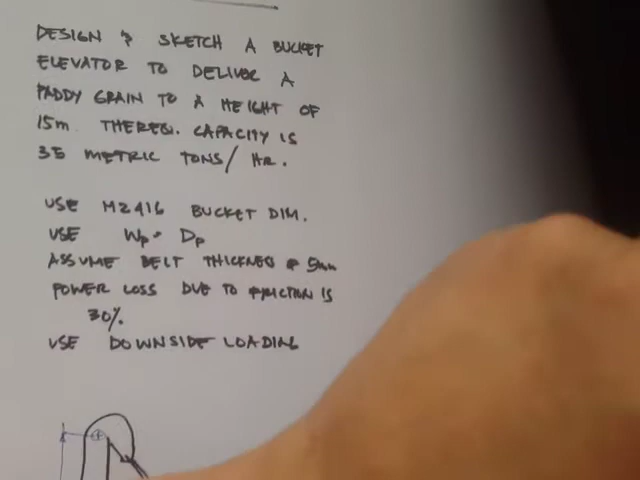 DESIGN & SKETCH A BUCKET
ELEVATOR TO DELIVER A
PADDY GRAIN TO A HEIGHT OF
15m. THE REQ. CAPACITY IS
35 METRIC TONS/ HR.
USE M2416 BUCKET DIM.
USE Wp = Dp
ASSUME BELT THICKNESS @ 5mm
POWER LOSS DUE TO FRICTION IS
30%.
USE DOWNSIDE LOADING